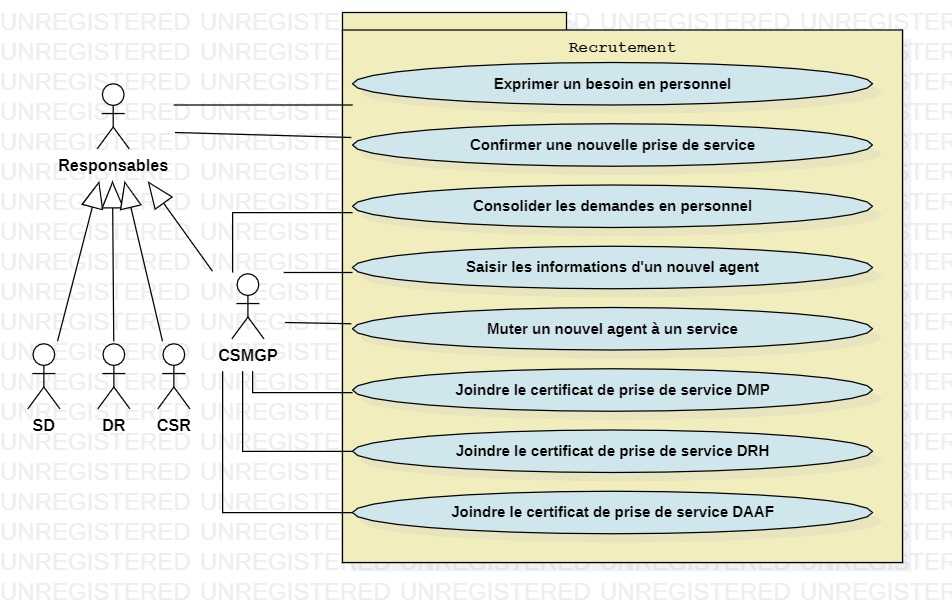 Recrutement
Exprimer un besoin en personnel
Confirmer une nouvelle prise de service
Responsables
Consolider les demandes en personnel
Saisir les informations d'un nouvel agent
Muter un nouvel agent à un service
CSMGP
Joindre le certificat de prise de service DMP
SD DR CSR
Joindre le certificat de prise de service DRH
Joindre le certificat de prise de service DAAF
UNREGISTERED